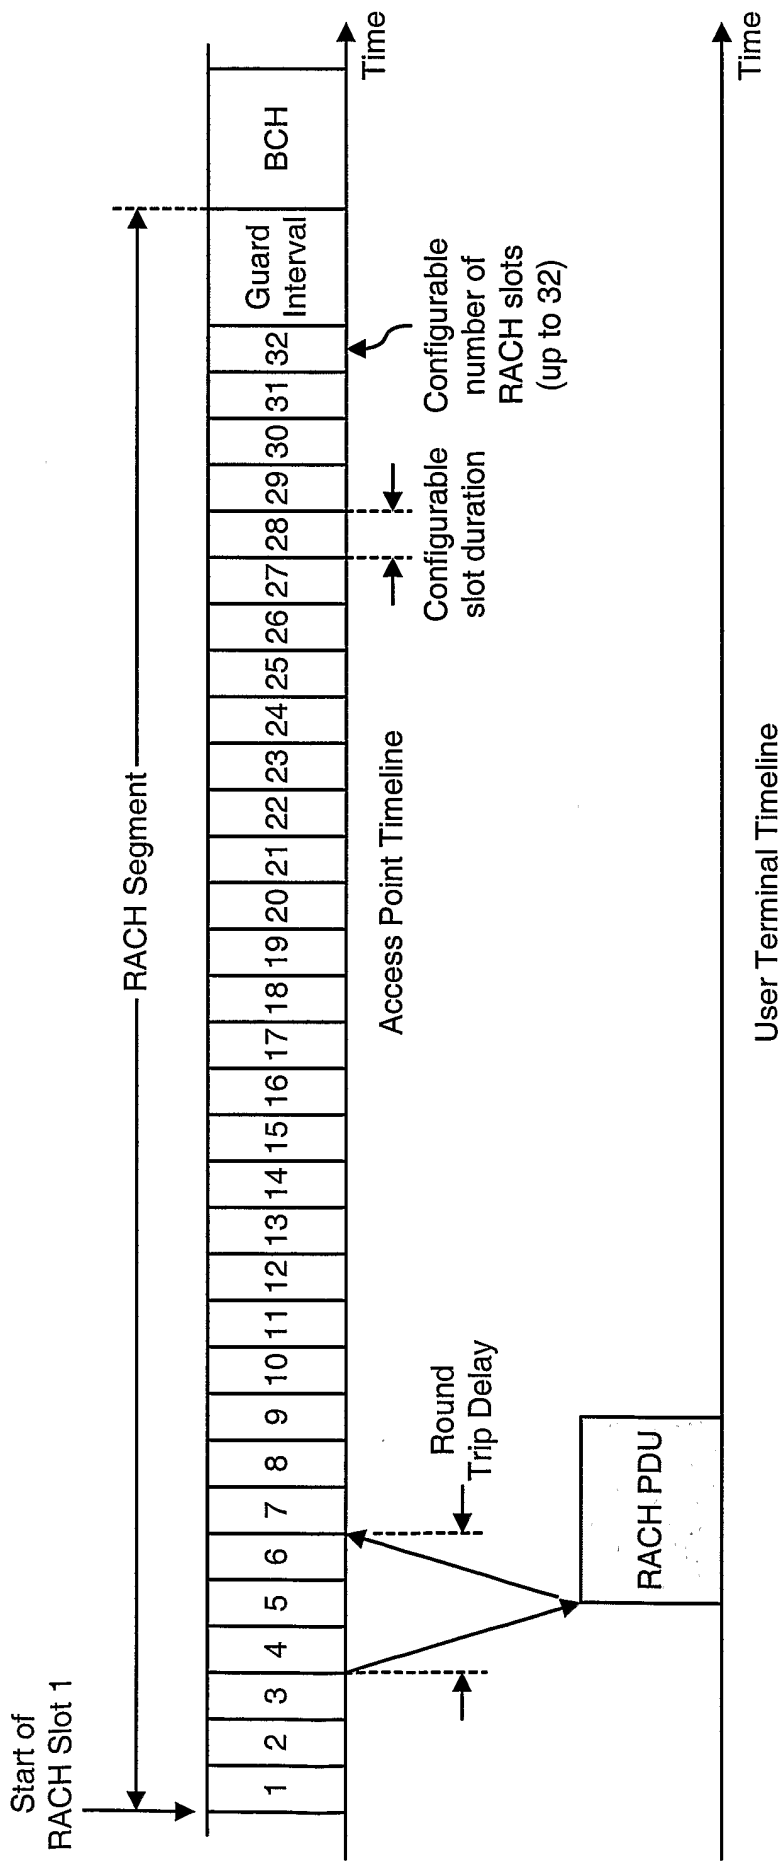 Start of
RACH Slot 1
RACH Segment
1
2
3
4
5
6
7
8
9
10
11
12
13
14
15
16
17
18
19
20
21
22
23
24
25
26
27
28
29
30
31
32
Guard
Interval
BCH
Time
Round
Trip Delay
Access Point Timeline
Configurable
slot duration
Configurable
number of
RACH slots
(up to 32)
RACH PDU
User Terminal Timeline
Time